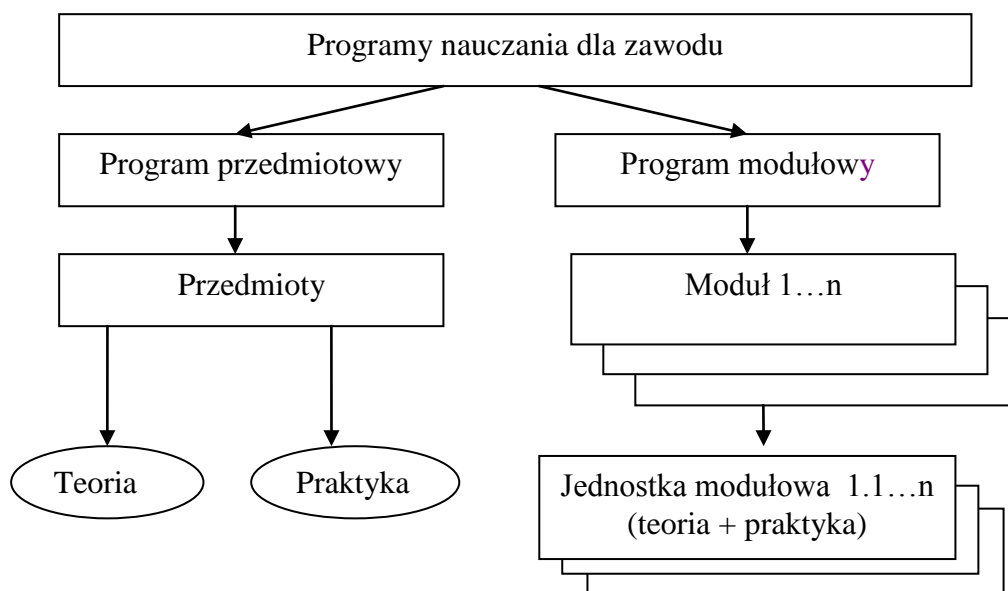 Programy nauczania dla zawodu
Program przedmiotowy
Program modułowy
Przedmioty
Moduł 1…n
Teoria
Praktyka
Jednostka modułowa 1.1…n
(teoria + praktyka)